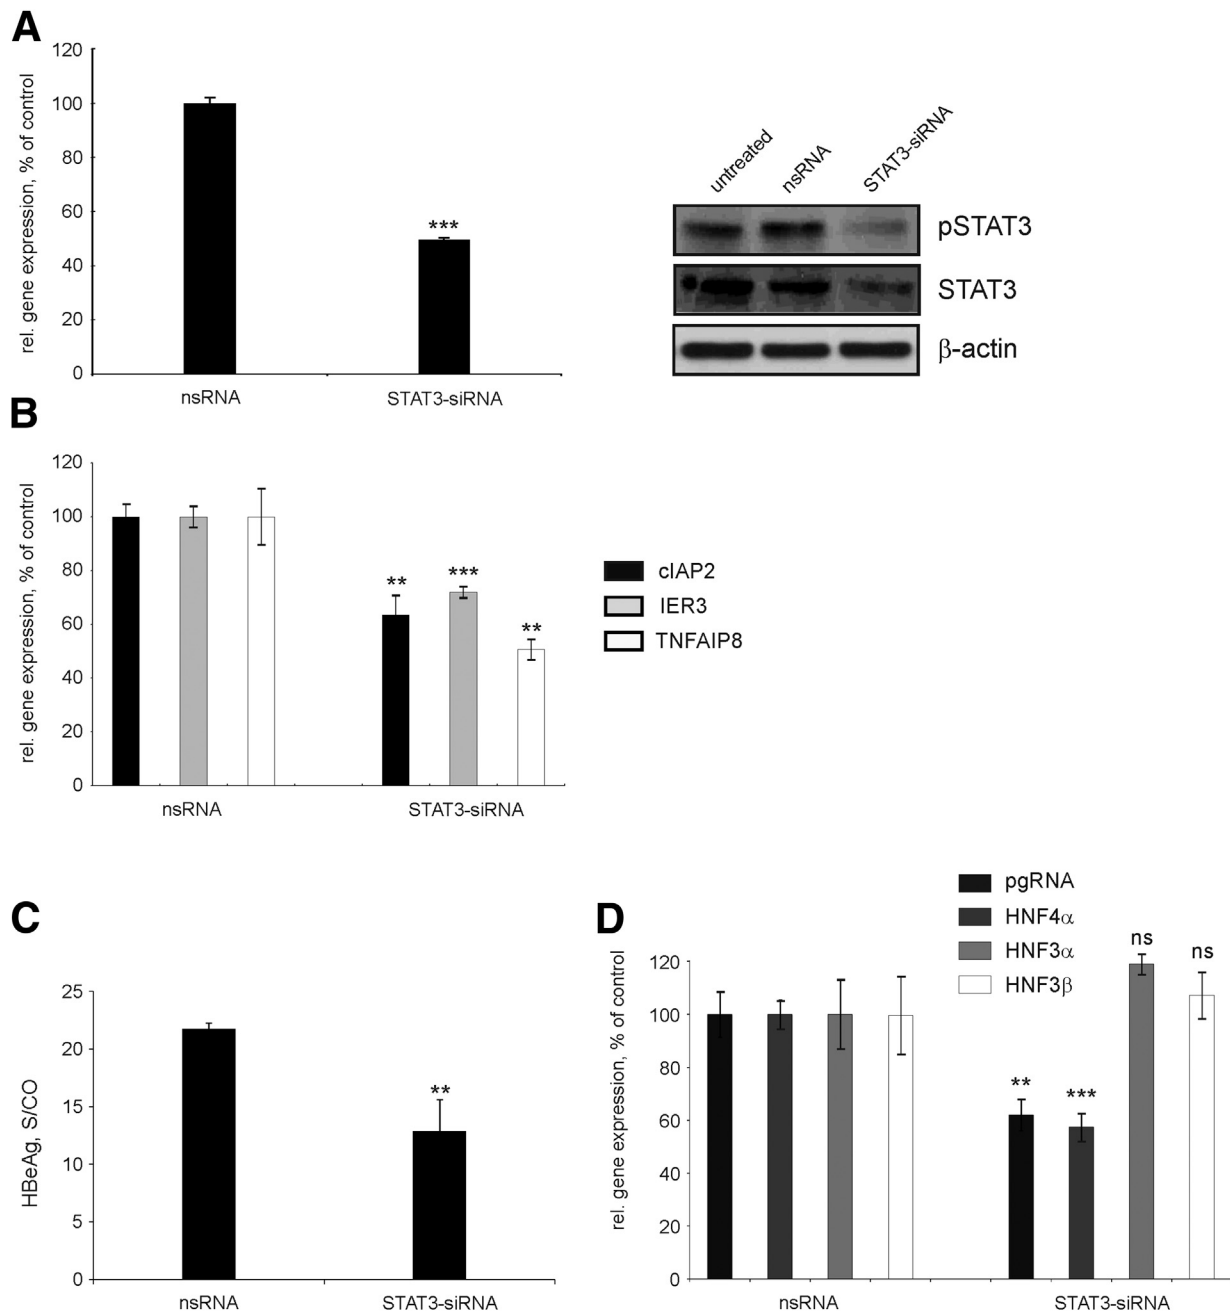 A
rel. gene expression, % of control
120
100
80
60
40
20
0
***
nsRNA
STAT3-siRNA
untreated
nsRNA
STAT3-siRNA
pSTAT3
STAT3
β-actin
B
rel. gene expression, % of control
120
100
80
60
40
20
0
**
***
**
nsRNA
STAT3-siRNA
cIAP2
IER3
TNFAIP8
C
HBeAg, S/CO
25
20
15
10
5
0
**
nsRNA
STAT3-siRNA
D
pgRNA
HNF4α
HNF3α
HNF3β
rel. gene expression, % of control
120
100
80
60
40
20
0
**
***
ns
ns
nsRNA
STAT3-siRNA